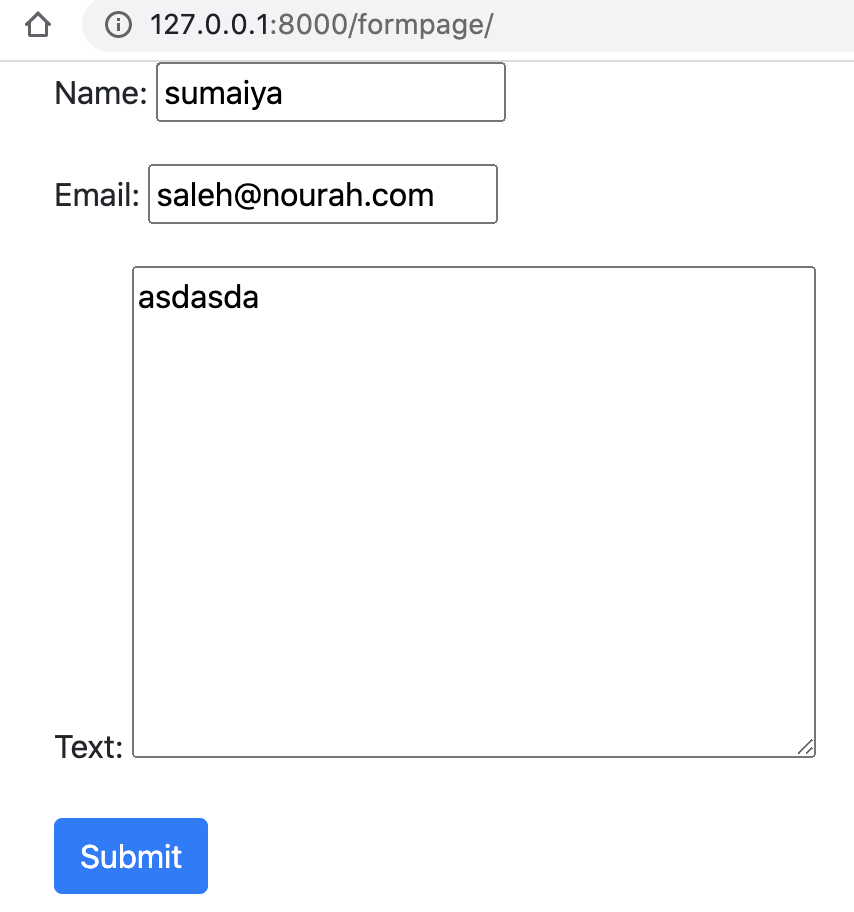 127.0.0.1:8000/formpage/
Name: sumaiya
Email: saleh@nourah.com
asdasda
Text:
Submit